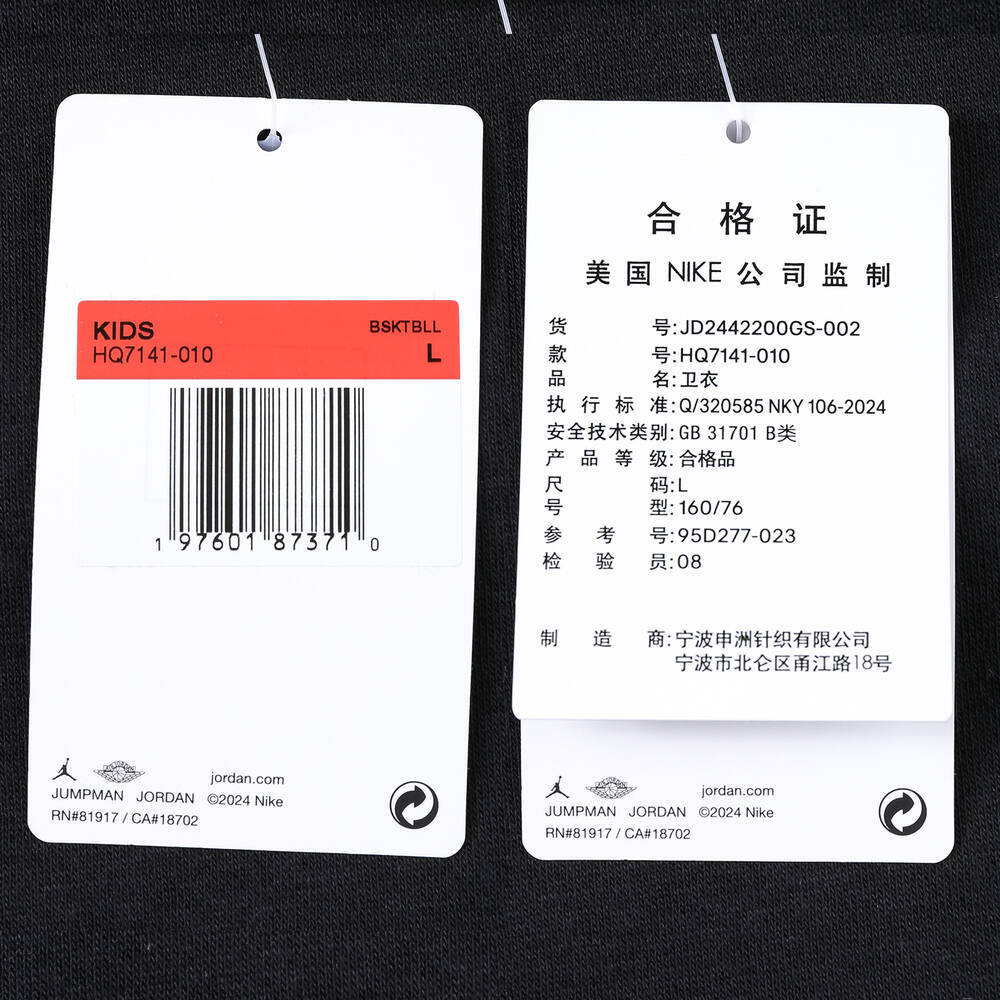 KIDS
BSKTBLL
HQ7141-010
L
1 97601 87371 0
jordan.com
JUMPMAN JORDAN ©2024 Nike
RN#81917 / CA#18702
合格证
美国 NIKE 公司监制
货号:JD2442200GS-002
款号:HQ7141-010
品名:卫衣
执行标准:Q/320585 NKY 106-2024
安全技术类别:GB 31701 B类
产品等级:合格品
尺码:L
号型:160/76
参考号:95D277-023
检验员:08
制造商:宁波申洲针织有限公司
宁波市北仑区甬江路18号
jordan.com
JUMPMAN JORDAN ©2024 Nike
RN#81917 / CA#18702